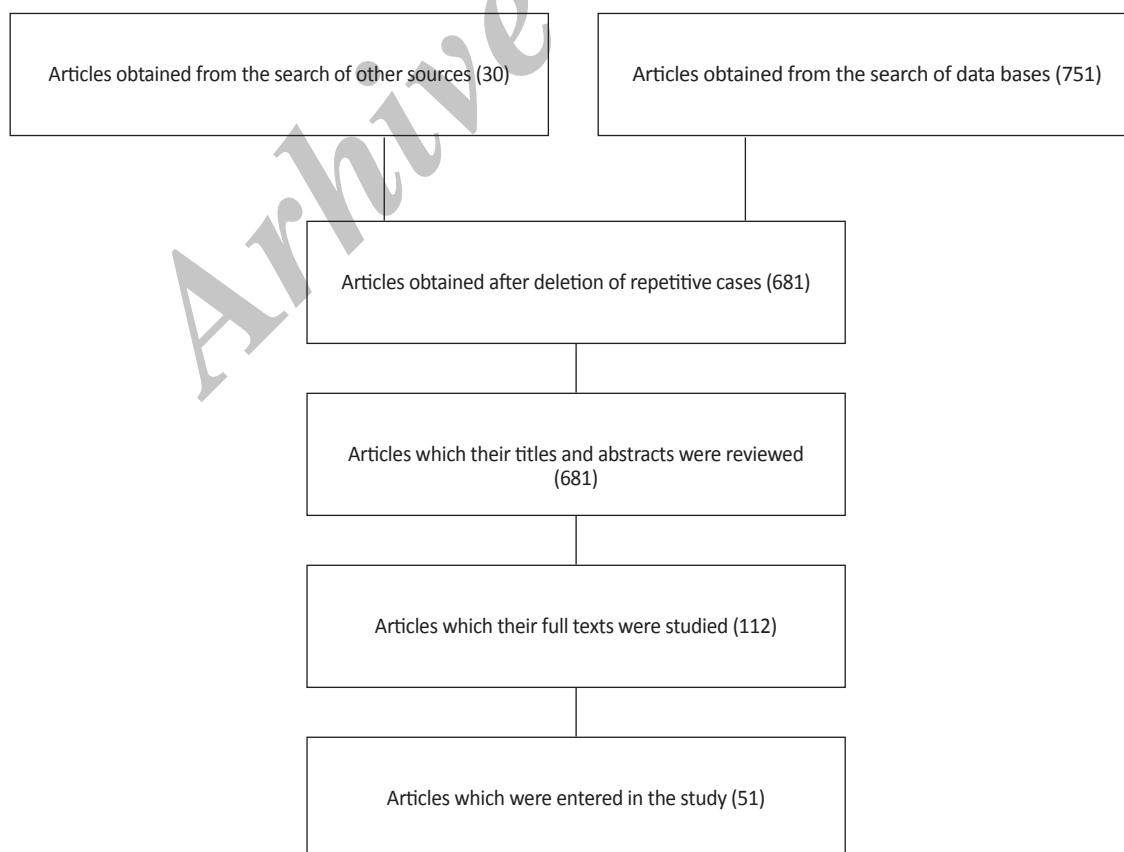 Articles obtained from the search of other sources (30)
Articles obtained from the search of data bases (751)
Arhive
Articles obtained after deletion of repetitive cases (681)
Articles which their titles and abstracts were reviewed
(681)
Articles which their full texts were studied (112)
Articles which were entered in the study (51)